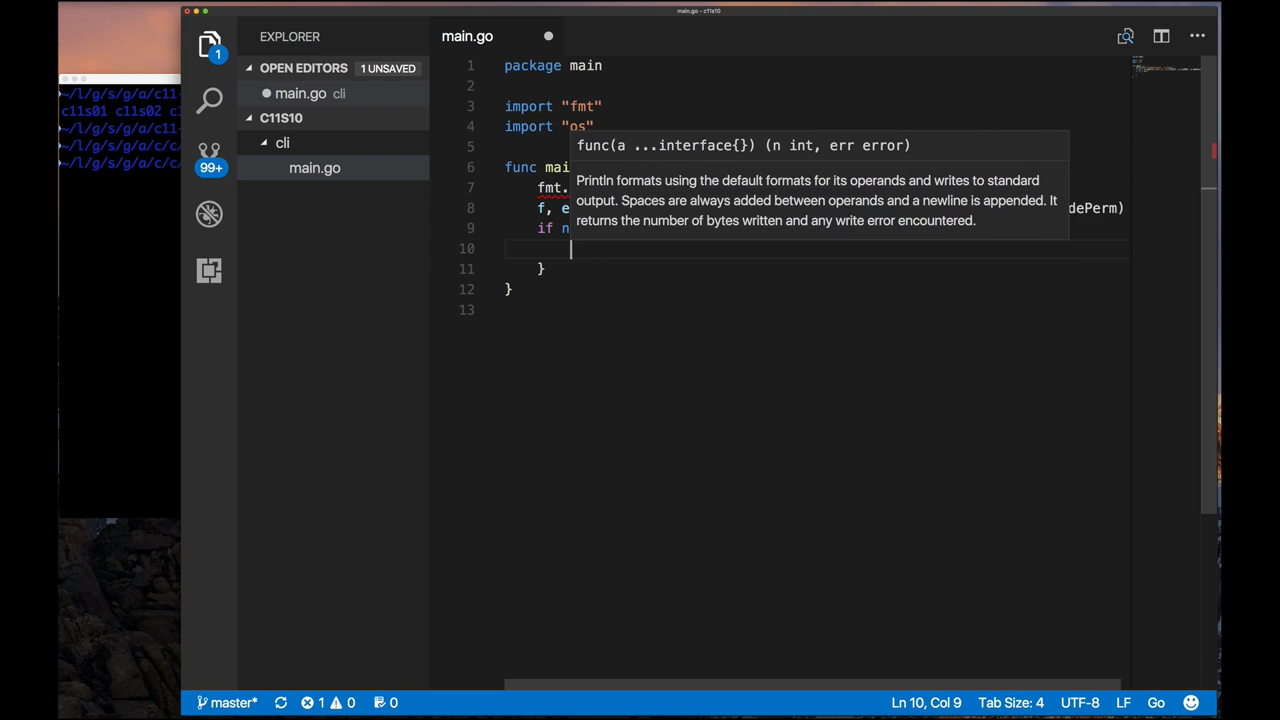 main.go - c11s10
EXPLORER
OPEN EDITORS 1 UNSAVED
main.go cli
C11S10
cli
main.go
1
99+
~/l/g/s/g/a/c11-
c11s01 c11s02
~/l/g/s/g/a/c11-
~/l/g/s/g/a/c/c/
~/l/g/s/g/a/c/c/
main.go
1 package main
2
3 import "fmt"
4 import "os"
5
6 func mai
7 fmt.
8 f, e dePerm)
9 if n
10
11 }
12 }
13
func(a ...interface{}) (n int, err error)
Println formats using the default formats for its operands and writes to standard
output. Spaces are always added between operands and a newline is appended. It
returns the number of bytes written and any write error encountered.
master* 1 0 0 Ln 10, Col 9 Tab Size: 4 UTF-8 LF Go